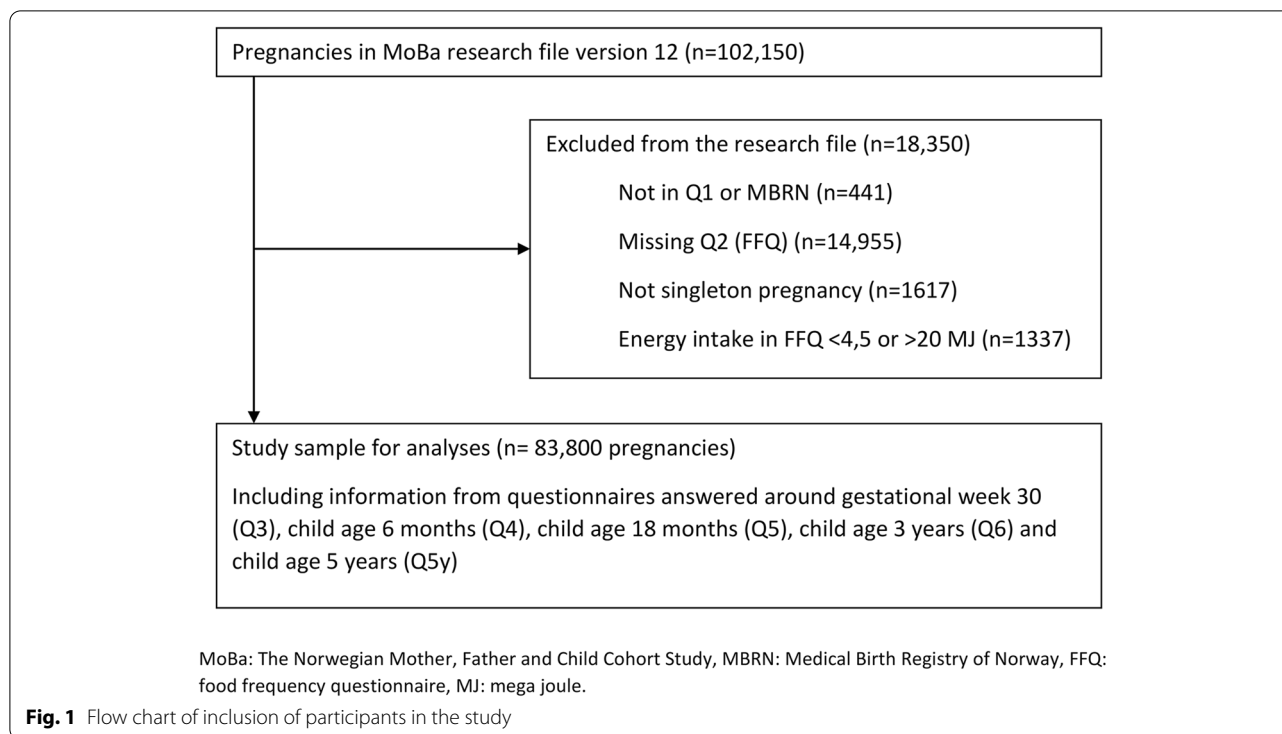 Pregnancies in MoBa research file version 12 (n=102,150)
Excluded from the research file (n=18,350)
Not in Q1 or MBRN (n=441)
Missing Q2 (FFQ) (n=14,955)
Not singleton pregnancy (n=1617)
Energy intake in FFQ <4,5 or >20 MJ (n=1337)
Study sample for analyses (n= 83,800 pregnancies)
Including information from questionnaires answered around gestational week 30
(Q3), child age 6 months (Q4), child age 18 months (Q5), child age 3 years (Q6) and
child age 5 years (Q5y)
MoBa: The Norwegian Mother, Father and Child Cohort Study, MBRN: Medical Birth Registry of Norway, FFQ:
food frequency questionnaire, MJ: mega joule.
Fig. 1 Flow chart of inclusion of participants in the study